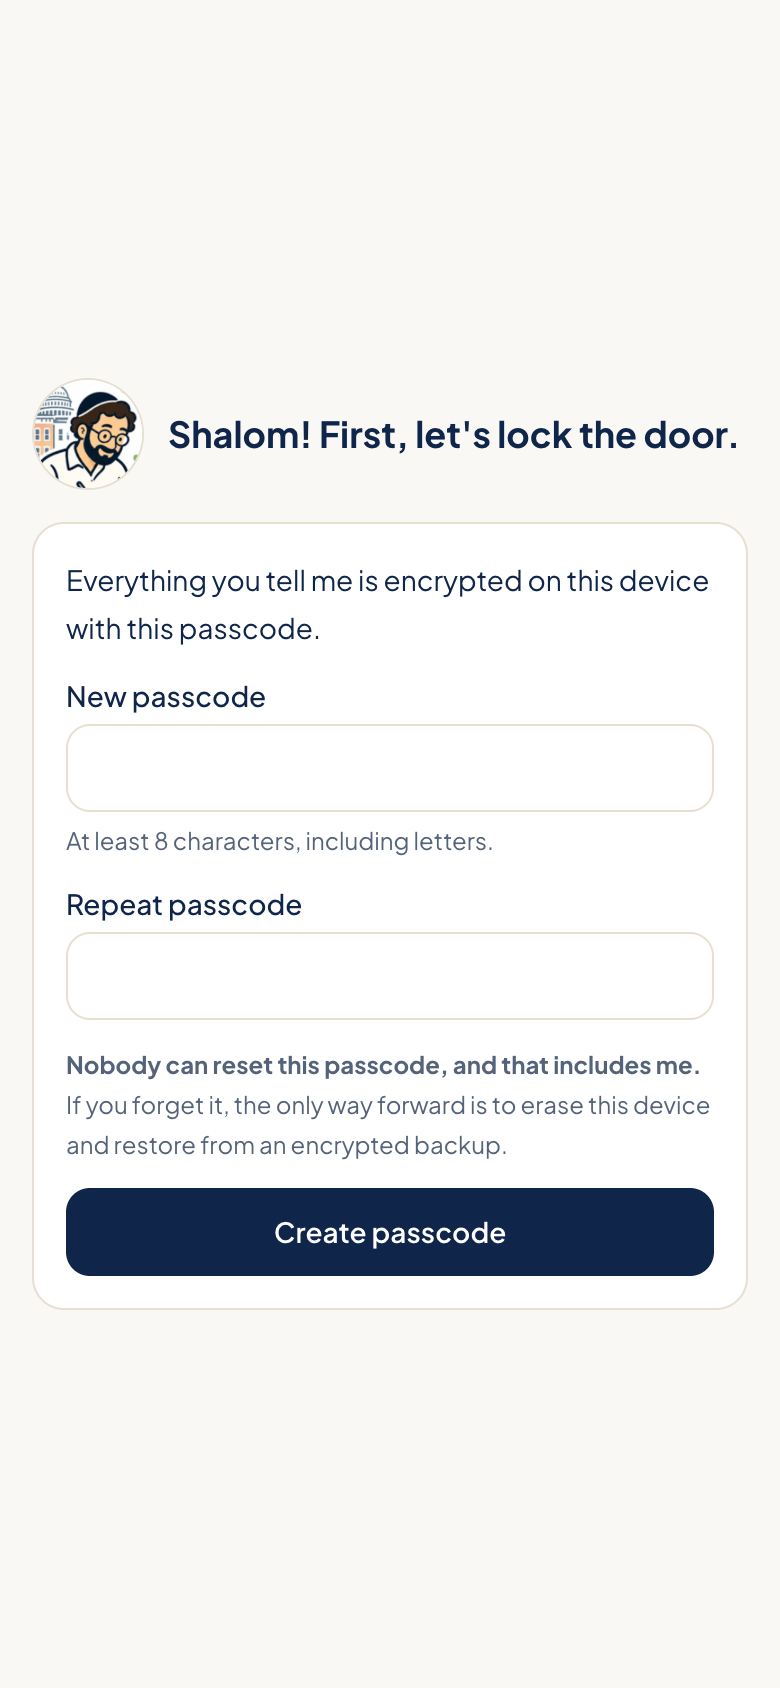 Shalom! First, let's lock the door.
Everything you tell me is encrypted on this device
with this passcode.
New passcode
At least 8 characters, including letters.
Repeat passcode
Nobody can reset this passcode, and that includes me.
If you forget it, the only way forward is to erase this device
and restore from an encrypted backup.
Create passcode